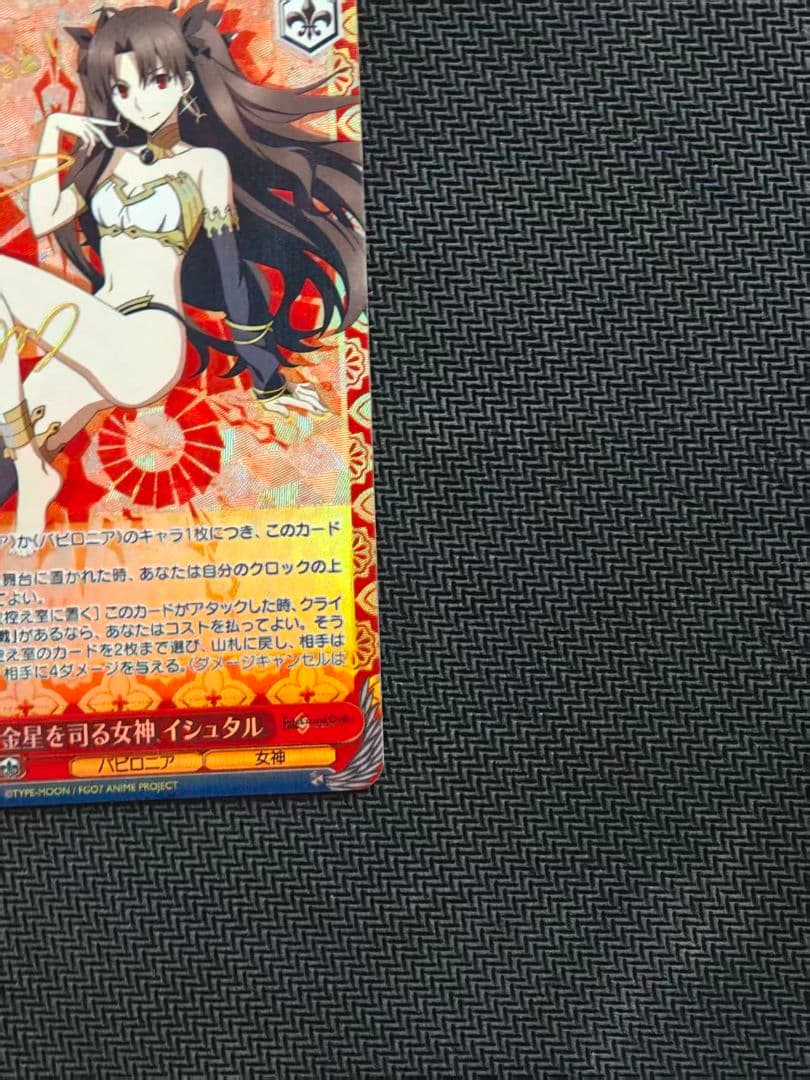 ア》か《バビロニア》のキャラ1枚につき、このカード
舞台に置かれた時、あなたは自分のクロックの上
てよい。
控え室に置く］このカードがアタックした時、クライ
戦」があるなら、あなたはコストを払ってよい。そう
控え室のカードを2枚まで選び、山札に戻し、相手は
相手に4ダメージを与える。（ダメージキャンセルは
金星を司る女神 イシュタル
バビロニア 女神
©TYPE-MOON / FGO7 ANIME PROJECT